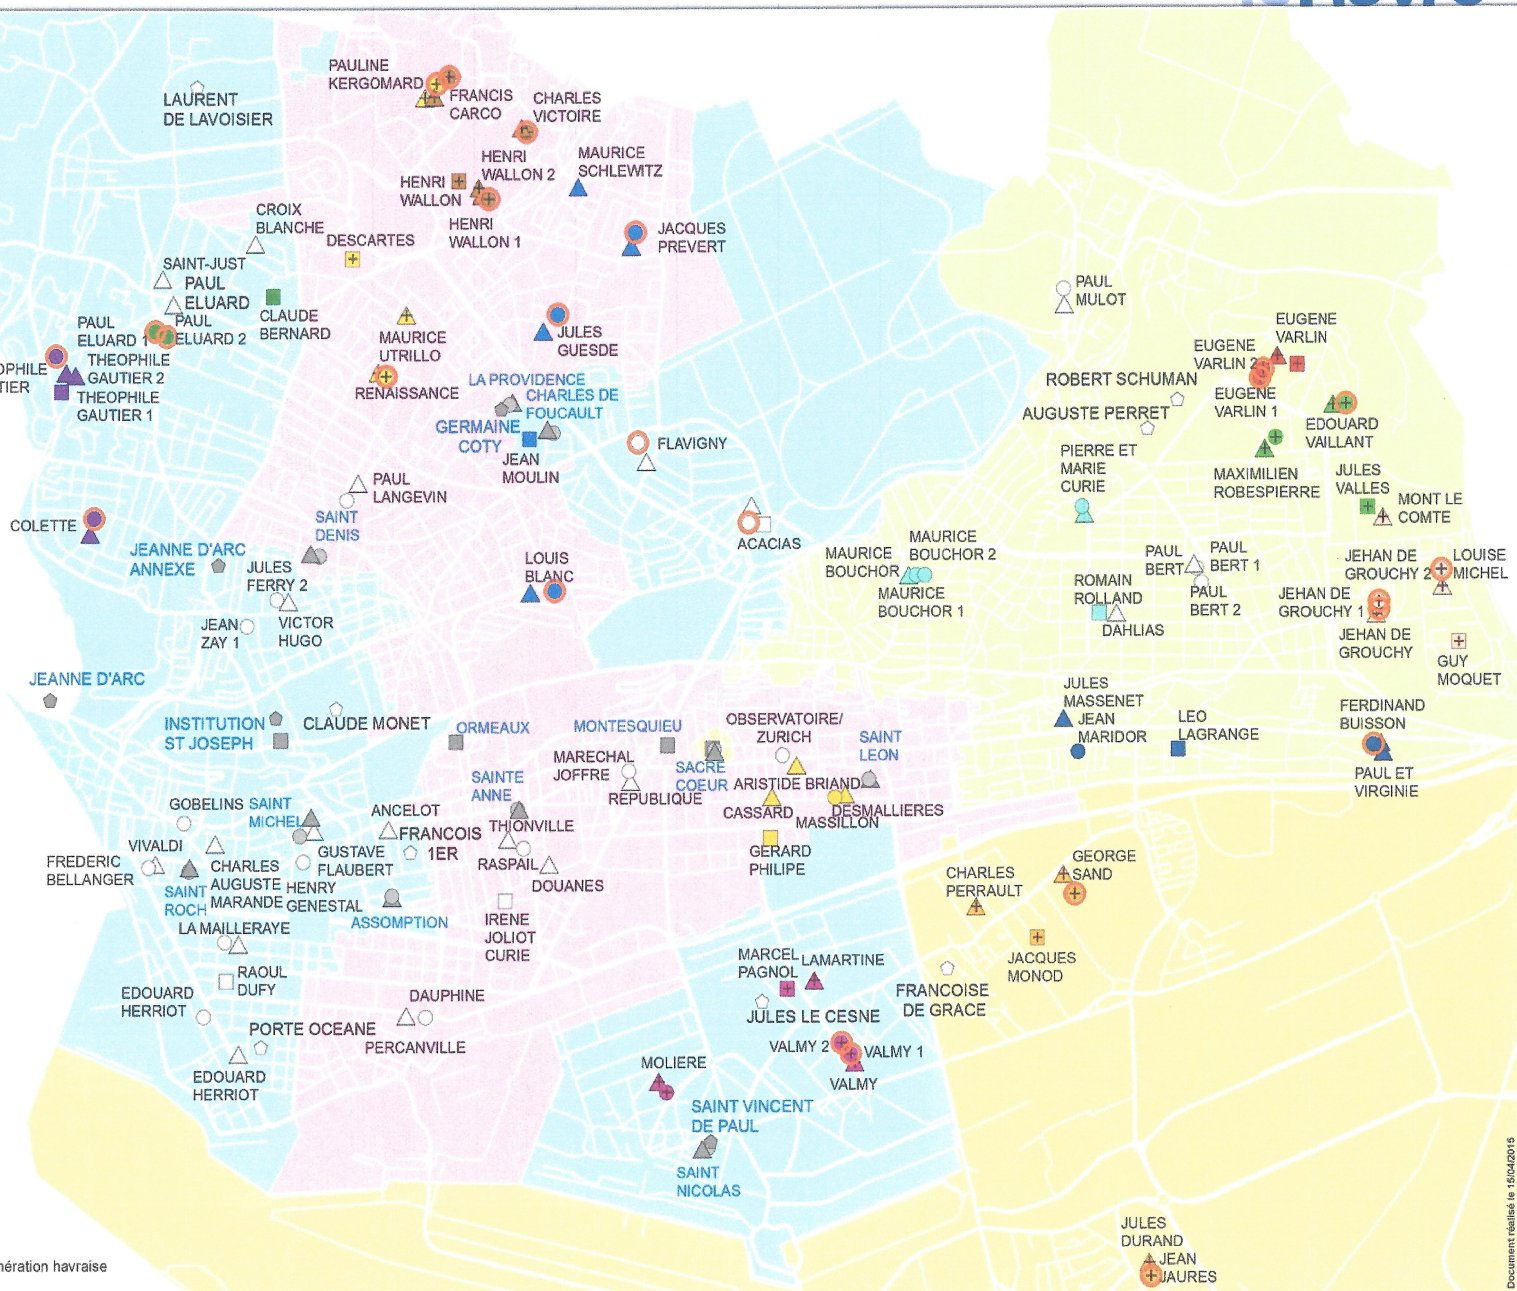 PAULINE
KERGOMARD
FRANCIS
CARCO
CHARLES
VICTOIRE
LAURENT
DE LAVOISIER
HENRI
WALLON 2
MAURICE
SCHLEWITZ
HENRI
WALLON
HENRI
WALLON 1
CROIX
BLANCHE
DESCARTES
JACQUES
PREVERT
SAINT-JUST
PAUL
ELUARD
PAUL
ELUARD 1
PAUL
ELUARD 2
CLAUDE
BERNARD
MAURICE
UTRILLO
JULES
GUESDE
OPHILE
TIER
THEOPHILE
GAUTIER 2
THEOPHILE
GAUTIER 1
RENAISSANCE
LA PROVIDENCE
CHARLES DE
FOUCAULT
GERMAINE
COTY
JEAN
MOULIN
FLAVIGNY
PAUL
MULOT
EUGENE
VARLIN
EUGENE
VARLIN 2
ROBERT SCHUMAN
EUGENE
VARLIN 1
AUGUSTE PERRET
EDOUARD
VAILLANT
PIERRE ET
MARIE
CURIE
MAXIMILIEN
ROBESPIERRE
JULES
VALLES
MONT LE
COMTE
PAUL
LANGEVIN
SAINT
DENIS
COLETTE
JEANNE D'ARC
ANNEXE
JULES
FERRY 2
ACACIAS
LOUIS
BLANC
MAURICE
BOUCHOR
MAURICE
BOUCHOR 2
MAURICE
BOUCHOR 1
PAUL
BERT
PAUL
BERT 1
PAUL
BERT 2
ROMAIN
ROLLAND
DAHLIAS
JEHAN DE
GROUCHY 2
LOUISE
MICHEL
JEHAN DE
GROUCHY 1
JEHAN DE
GROUCHY
GUY
MOQUET
JEAN
ZAY 1
VICTOR
HUGO
JEANNE D'ARC
INSTITUTION
ST JOSEPH
CLAUDE MONET
ORMEAUX
MONTESQUIEU
OBSERVATOIRE/
ZURICH
SAINT
LEON
JULES
MASSENET
JEAN
MARIDOR
LEO
LAGRANGE
FERDINAND
BUISSON
PAUL ET
VIRGINIE
MARECHAL
JOFFRE
REPUBLIQUE
SACRE
COEUR
ARISTIDE BRIAND
CASSARD
DESMALLIERES
MASSILLON
GERARD
PHILIPE
SAINTE
ANNE
THIONVILLE
RASPAIL
DOUANES
GOBELINS
SAINT
MICHEL
ANCELOT
FRANCOIS
1ER
VIVALDI
FREDERIC
BELLANGER
GUSTAVE
FLAUBERT
SAINT
ROCH
CHARLES
AUGUSTE
MARANDE
HENRY
GENESTAL
ASSOMPTION
IRENE
JOLIOT
CURIE
LA MAILLERAYE
RAOUL
DUFY
EDOUARD
HERRIOT
DAUPHINE
PORTE OCEANE
PERCANVILLE
EDOUARD
HERRIOT
CHARLES
PERRAULT
GEORGE
SAND
JACQUES
MONOD
FRANCOISE
DE GRACE
MARCEL
PAGNOL
LAMARTINE
JULES LE CESNE
VALMY 2
VALMY 1
VALMY
MOLIERE
SAINT VINCENT
DE PAUL
SAINT
NICOLAS
JULES
DURAND
JEAN
JAURES
nération havraise
Document réalisé le 15/04/2015